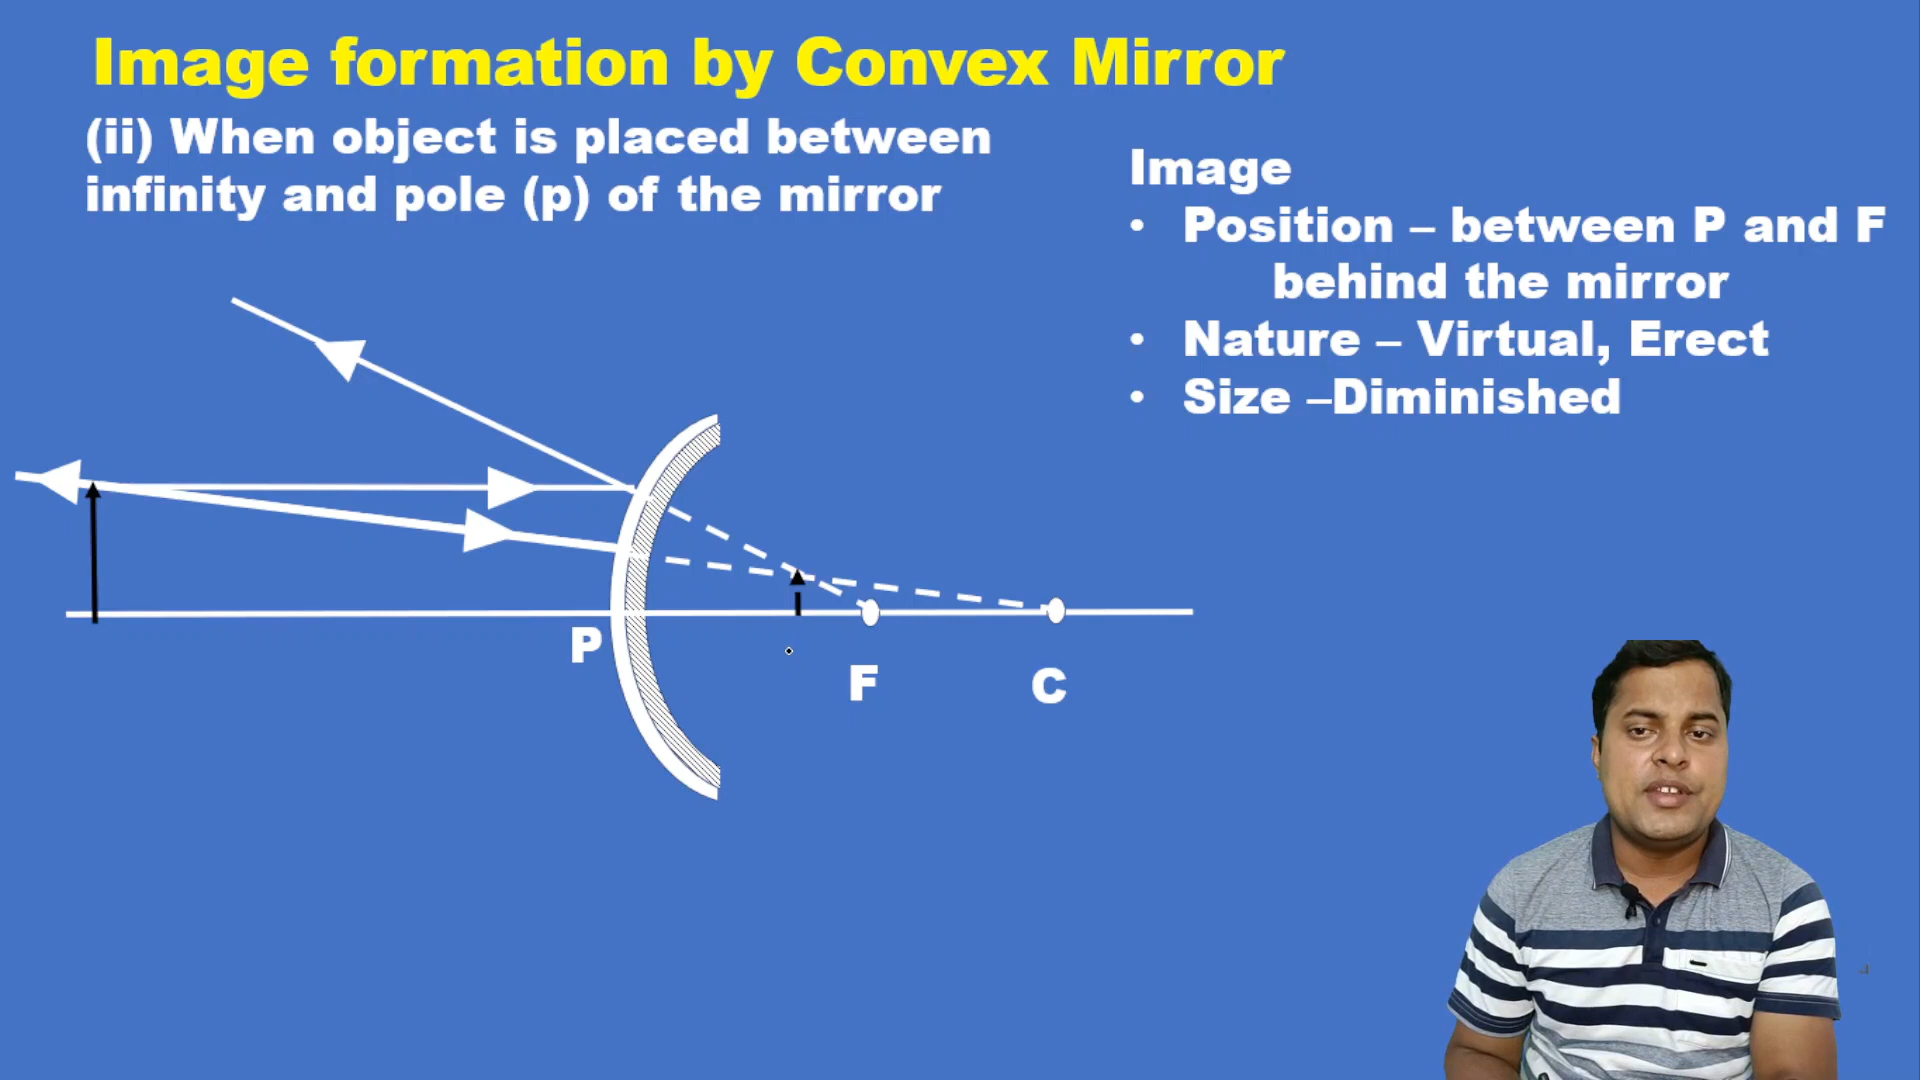 Image formation by Convex Mirror
(ii) When object is placed between
infinity and pole (p) of the mirror
Image
• Position – between P and F
behind the mirror
• Nature – Virtual, Erect
• Size –Diminished
P
F
C